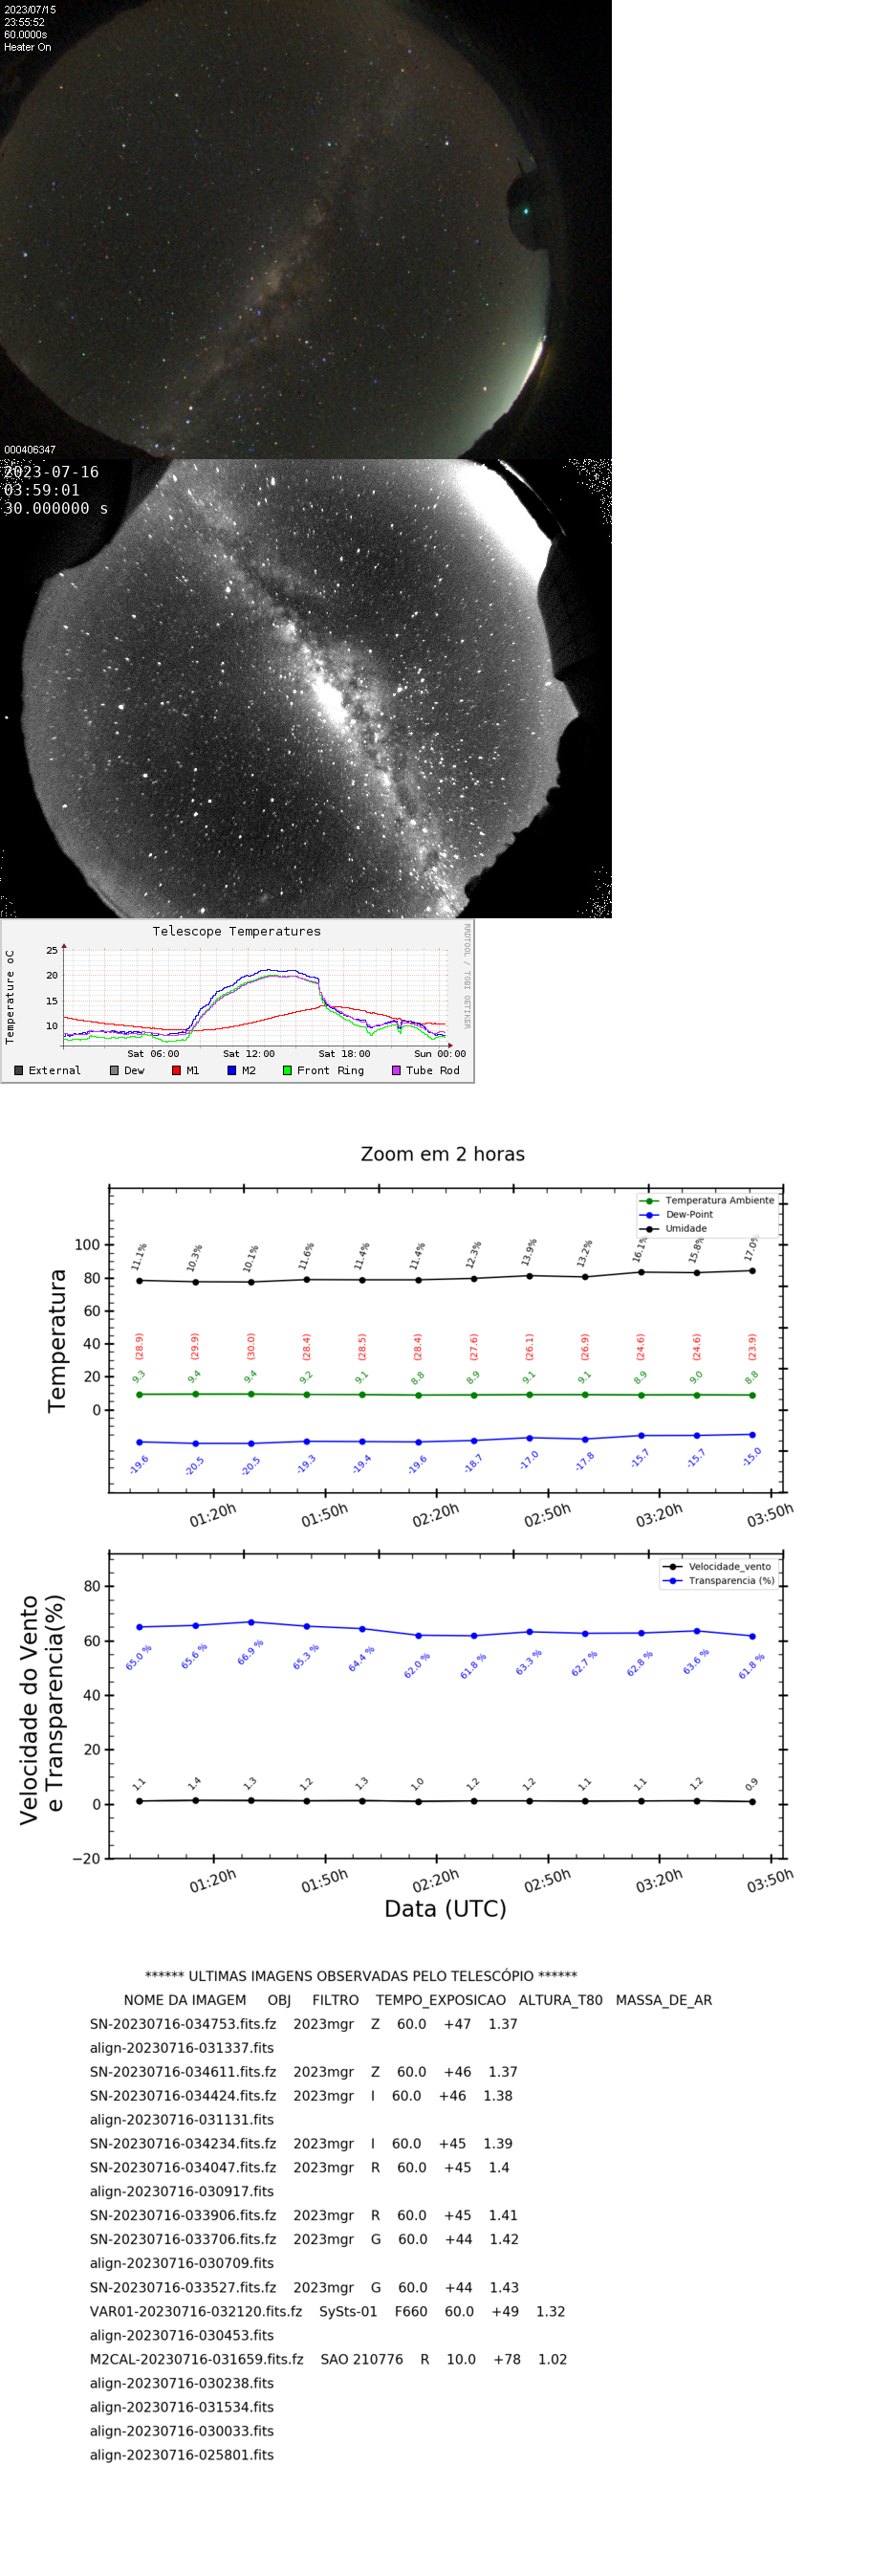 2023/07/15
23:55:52
60.0000s
Heater On
000406347
2023-07-16
03:59:01
30.000000 s
Telescope Temperatures
RRDTOOL / TOBI OETIKER
Temperature oC
25
20
15
10
Sat 06:00 Sat 12:00 Sat 18:00 Sun 00:00
External Dew M1 M2 Front Ring Tube Rod
Zoom em 2 horas
Temperatura Ambiente
Dew-Point
Umidade
Temperatura
100
80
60
40
20
0
11.1% 10.3% 10.1% 11.6% 11.4% 11.4% 12.3% 13.9% 13.2% 16.1% 15.8% 17.0%
(28.9) (29.9) (30.0) (28.4) (28.5) (28.4) (27.6) (26.1) (26.9) (24.6) (24.6) (23.9)
9.3 9.4 9.4 9.2 9.1 8.8 8.9 9.1 9.1 8.9 9.0 8.8
-19.6 -20.5 -20.5 -19.3 -19.4 -19.6 -18.7 -17.0 -17.8 -15.7 -15.7 -15.0
01:20h 01:50h 02:20h 02:50h 03:20h 03:50h
Velocidade_vento
Transparencia (%)
Velocidade do Vento
e Transparencia(%)
80
60
40
20
0
−20
65.0 % 65.6 % 66.9 % 65.3 % 64.4 % 62.0 % 61.8 % 63.3 % 62.7 % 62.8 % 63.6 % 61.8 %
1.1 1.4 1.3 1.2 1.3 1.0 1.2 1.2 1.1 1.1 1.2 0.9
01:20h 01:50h 02:20h 02:50h 03:20h 03:50h
Data (UTC)
****** ULTIMAS IMAGENS OBSERVADAS PELO TELESCÓPIO ******
NOME DA IMAGEM OBJ FILTRO TEMPO_EXPOSICAO ALTURA_T80 MASSA_DE_AR
SN-20230716-034753.fits.fz 2023mgr Z 60.0 +47 1.37
align-20230716-031337.fits
SN-20230716-034611.fits.fz 2023mgr Z 60.0 +46 1.37
SN-20230716-034424.fits.fz 2023mgr I 60.0 +46 1.38
align-20230716-031131.fits
SN-20230716-034234.fits.fz 2023mgr I 60.0 +45 1.39
SN-20230716-034047.fits.fz 2023mgr R 60.0 +45 1.4
align-20230716-030917.fits
SN-20230716-033906.fits.fz 2023mgr R 60.0 +45 1.41
SN-20230716-033706.fits.fz 2023mgr G 60.0 +44 1.42
align-20230716-030709.fits
SN-20230716-033527.fits.fz 2023mgr G 60.0 +44 1.43
VAR01-20230716-032120.fits.fz SySts-01 F660 60.0 +49 1.32
align-20230716-030453.fits
M2CAL-20230716-031659.fits.fz SAO 210776 R 10.0 +78 1.02
align-20230716-030238.fits
align-20230716-031534.fits
align-20230716-030033.fits
align-20230716-025801.fits